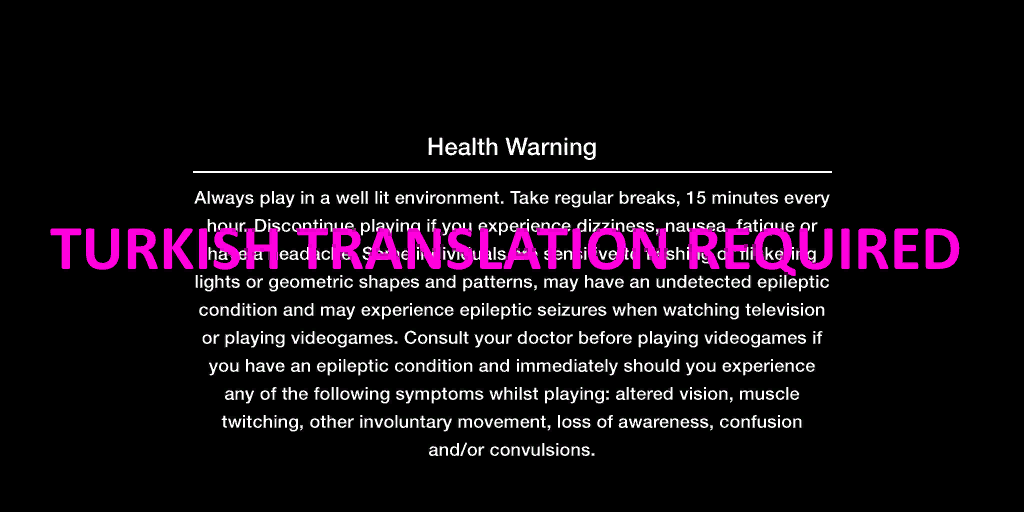 Health Warning
Always play in a well lit environment. Take regular breaks, 15 minutes every
hour. Discontinue playing if you experience dizziness, nausea, fatigue or
TURKISH TRANSLATION REQUIRED
have a headache. Some individuals are sensitive to flashing or flickering
lights or geometric shapes and patterns, may have an undetected epileptic
condition and may experience epileptic seizures when watching television
or playing videogames. Consult your doctor before playing videogames if
you have an epileptic condition and immediately should you experience
any of the following symptoms whilst playing: altered vision, muscle
twitching, other involuntary movement, loss of awareness, confusion
and/or convulsions.